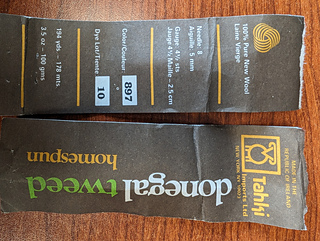 100% Pure New Wool
Laine Vierge
Needle: 8
Aiguille: 5 mm
Gauge: 4½ sts
Jauge 4½ Maille - 2.5 cm
Color/Couleur
897
Dye Lot/Trente
10
194 yds. - 178 mts.
3.5 oz - 100 gms
MADE IN THE
REPUBLIC OF IRELAND
Tahki
Imports Ltd
donegal tweed
homespun